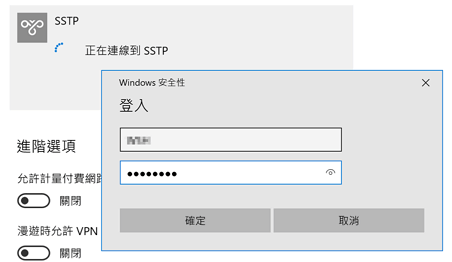 SSTP
正在連線到 SSTP
Windows 安全性
登入
●●●●●●●●
確定
取消
進階選項
允許計量付費網路
關閉
漫遊時允許 VPN
關閉